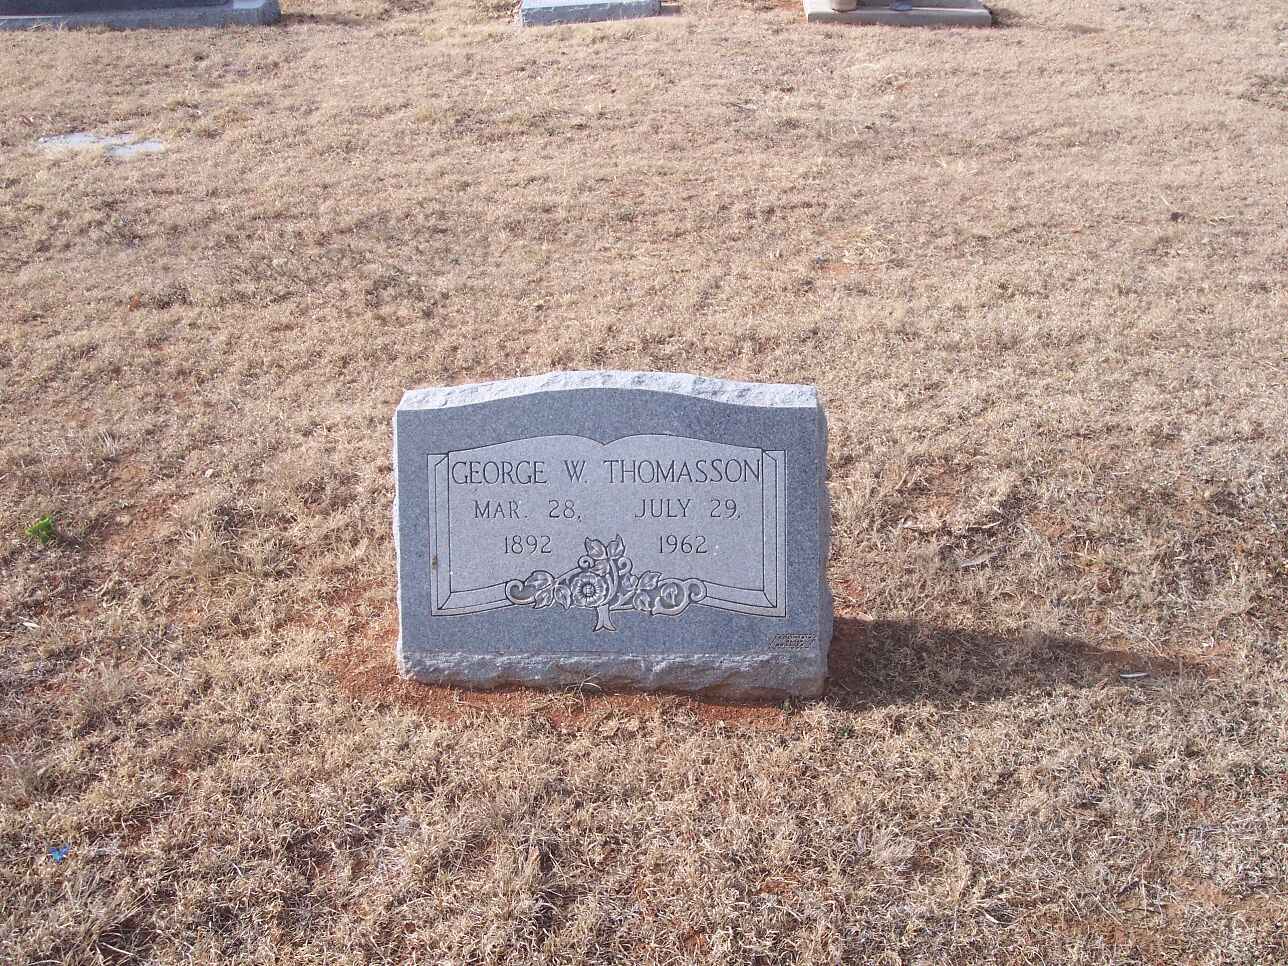 GEORGE W. THOMASSON
MAR. 28, JULY 29,
1892 1962